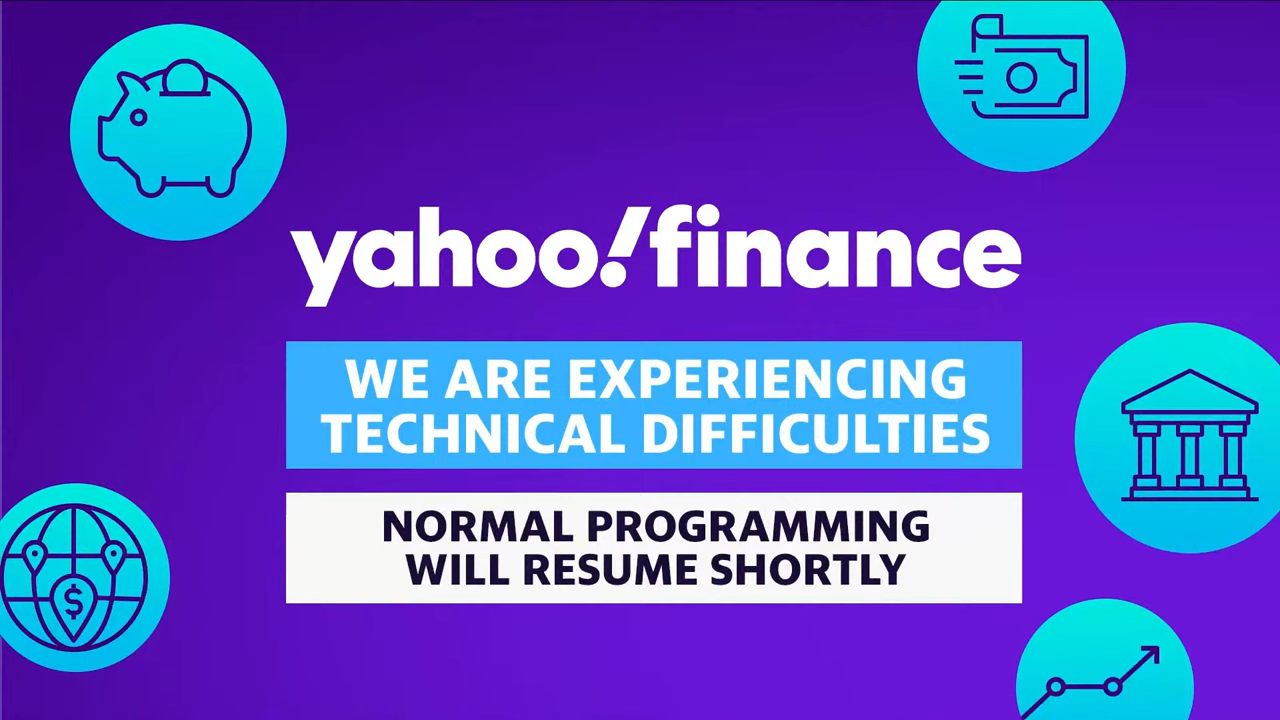 yahoo!finance
WE ARE EXPERIENCING
TECHNICAL DIFFICULTIES
NORMAL PROGRAMMING
WILL RESUME SHORTLY
$